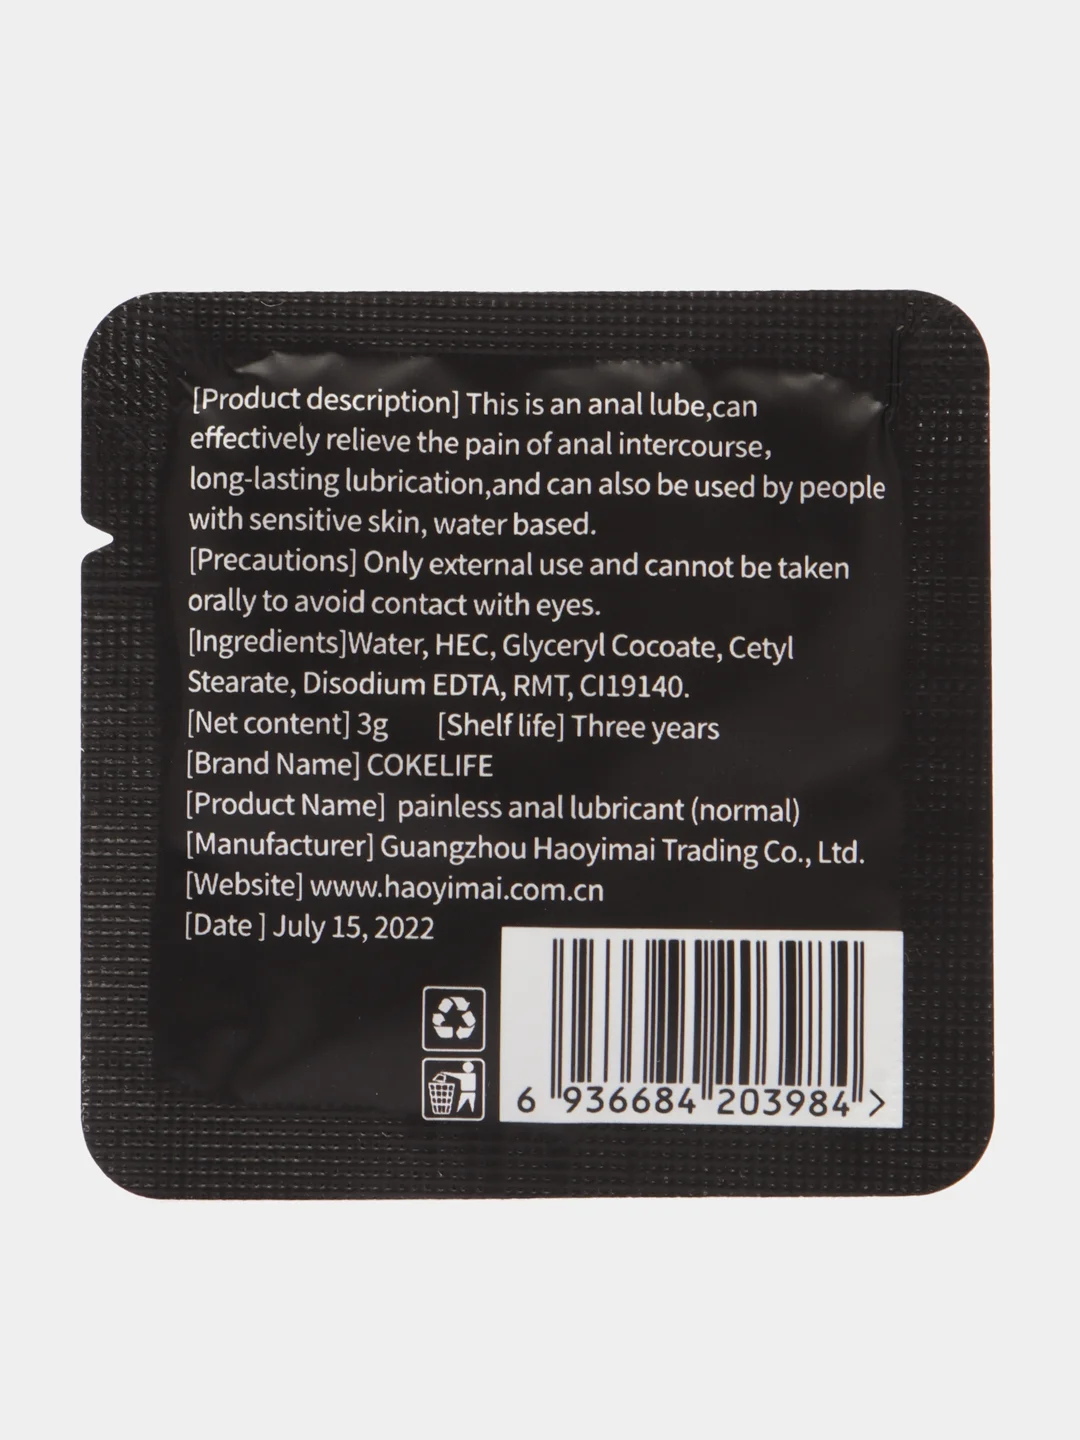 [Product description] This is an anal lube,can
effectively relieve the pain of anal intercourse,
long-lasting lubrication,and can also be used by people
with sensitive skin, water based.
[Precautions] Only external use and cannot be taken
orally to avoid contact with eyes.
[Ingredients]Water, HEC, Glyceryl Cocoate, Cetyl
Stearate, Disodium EDTA, RMT, CI19140.
[Net content] 3g [Shelf life] Three years
[Brand Name] COKELIFE
[Product Name] painless anal lubricant (normal)
[Manufacturer] Guangzhou Haoyimai Trading Co., Ltd.
[Website] www.haoyimai.com.cn
[Date ] July 15, 2022
6 936684 203984 >